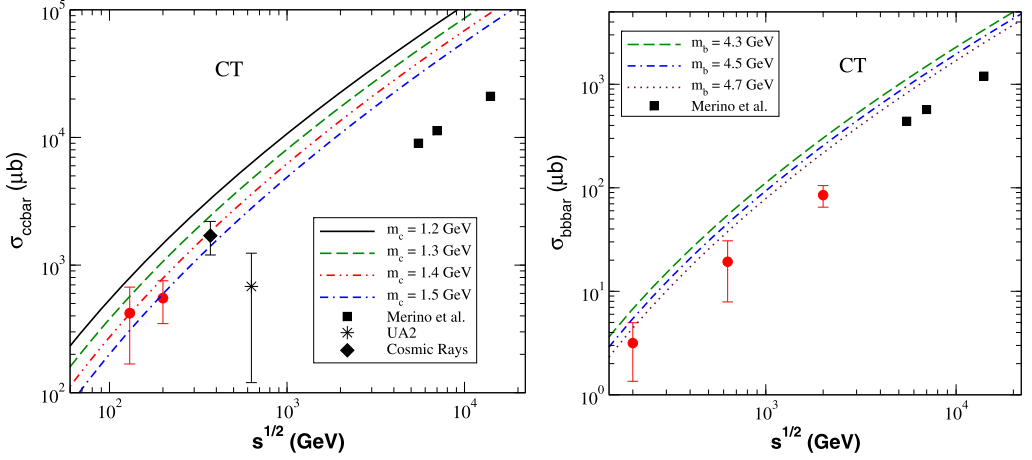 10^5
10^4
10^3
10^2
σ_ccbar (μb)
CT
m_c = 1.2 GeV
m_c = 1.3 GeV
m_c = 1.4 GeV
m_c = 1.5 GeV
Merino et al.
UA2
Cosmic Rays
10^2 10^3 10^4
s^1/2 (GeV)
10^3
10^2
10^1
10^0
σ_bbbar (μb)
m_b = 4.3 GeV
m_b = 4.5 GeV
m_b = 4.7 GeV
Merino et al.
CT
10^3 10^4
s^1/2 (GeV)